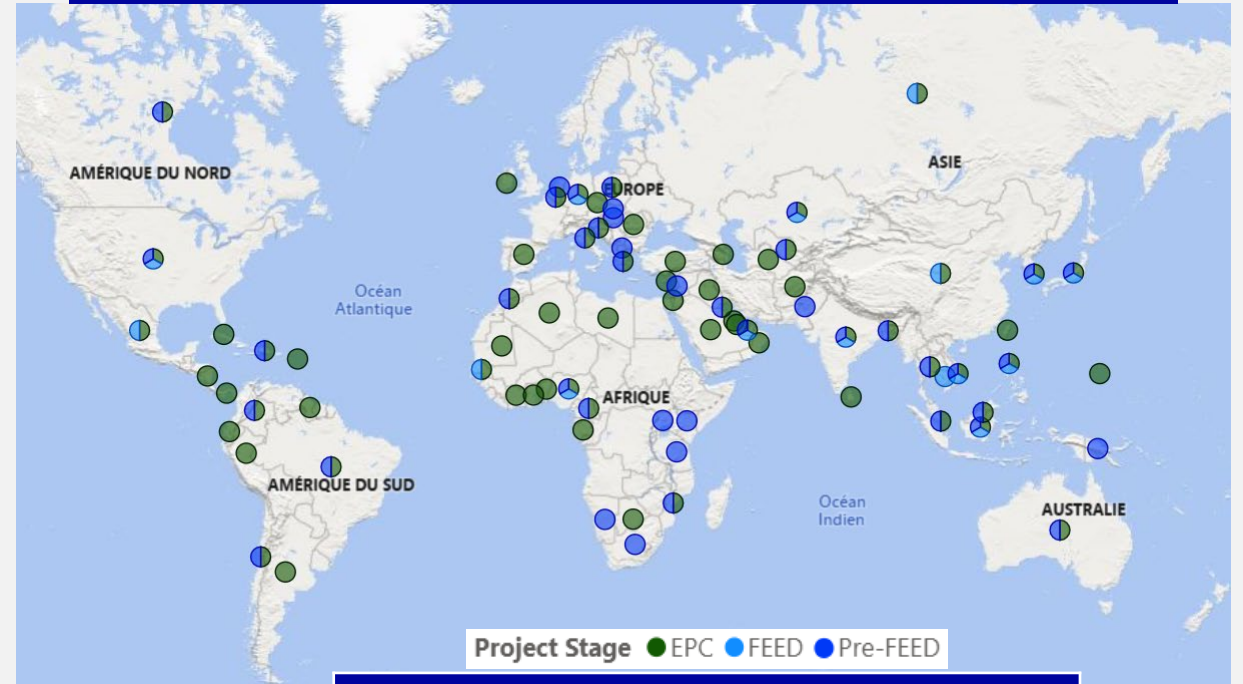 ASIE
AMÉRIQUE DU NORD
EUROPE
Océan
Atlantique
AFRIQUE
AMÉRIQUE DU SUD
Océan
Indien
AUSTRALIE
Project Stage EPC FEED Pre-FEED